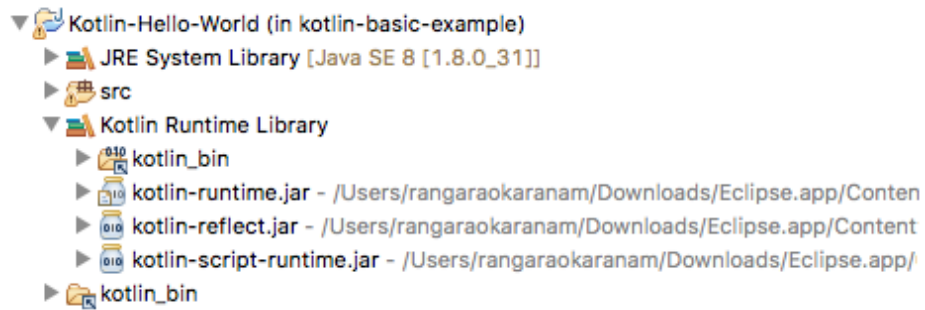 Kotlin-Hello-World (in kotlin-basic-example)
JRE System Library [Java SE 8 [1.8.0_31]]
src
Kotlin Runtime Library
kotlin_bin
kotlin-runtime.jar - /Users/rangaraokaranam/Downloads/Eclipse.app/Conten
kotlin-reflect.jar - /Users/rangaraokaranam/Downloads/Eclipse.app/Content
kotlin-script-runtime.jar - /Users/rangaraokaranam/Downloads/Eclipse.app/
kotlin_bin